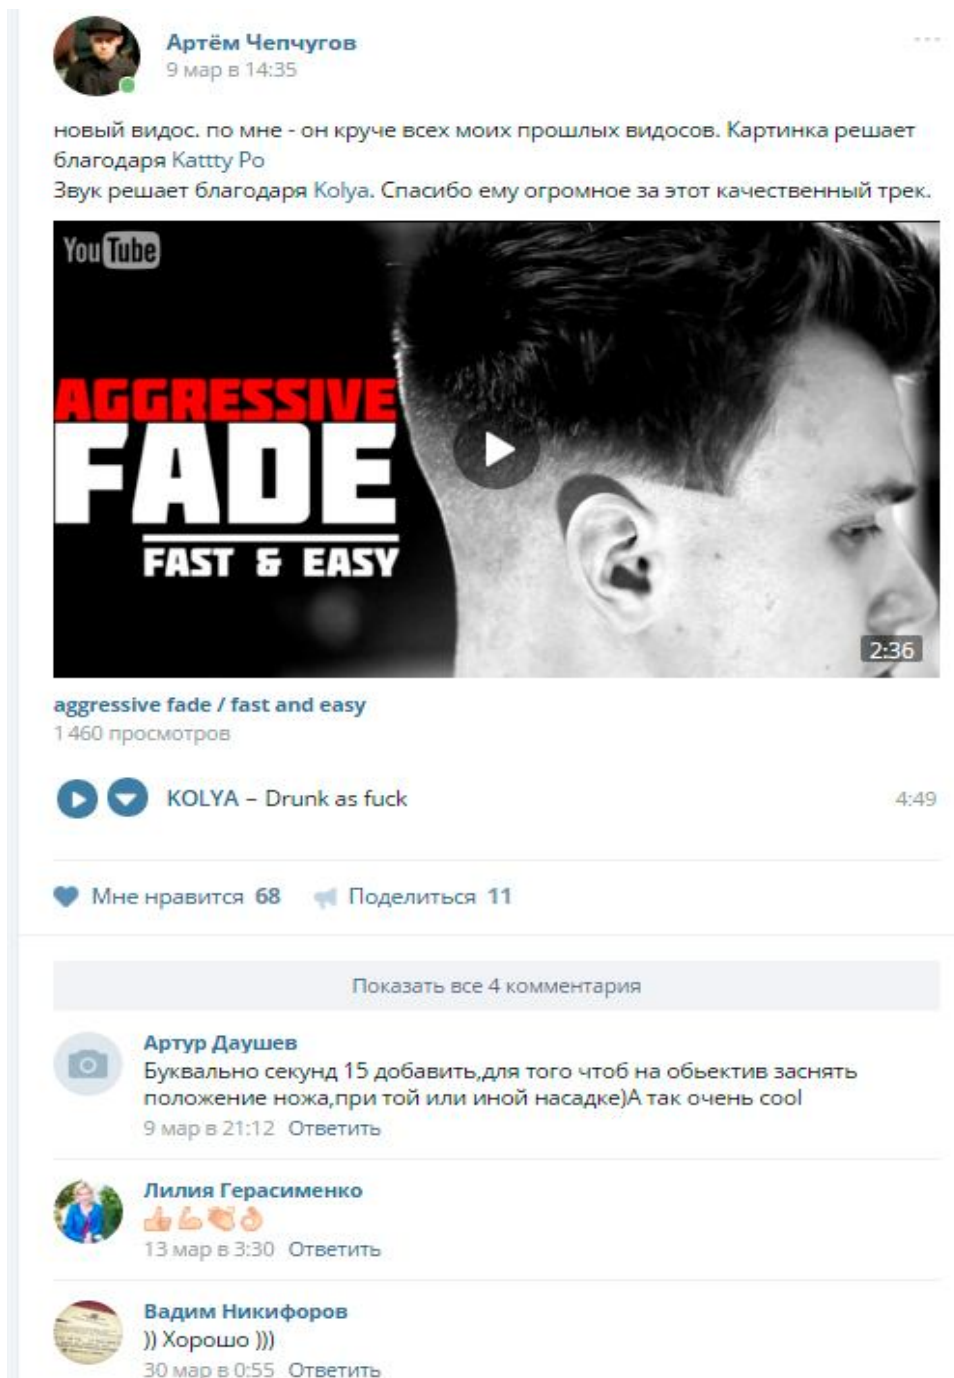 Артём Чепчугов
9 мар в 14:35
новый видос. по мне - он круче всех моих прошлых видосов. Картинка решает
благодаря Kattty Po
Звук решает благодаря Kolya. Спасибо ему огромное за этот качественный трек.
YouTube
AGGRESSIVE
FADE
FAST & EASY
2:36
aggressive fade / fast and easy
1 460 просмотров
KOLYA – Drunk as fuck 4:49
Мне нравится 68 Поделиться 11
Показать все 4 комментария
Артур Даушев
Буквально секунд 15 добавить,для того чтоб на обьектив заснять
положение ножа,при той или иной насадке)А так очень cool
9 мар в 21:12 Ответить
Лилия Герасименко
13 мар в 3:30 Ответить
Вадим Никифоров
)) Хорошо )))
30 мар в 0:55 Ответить